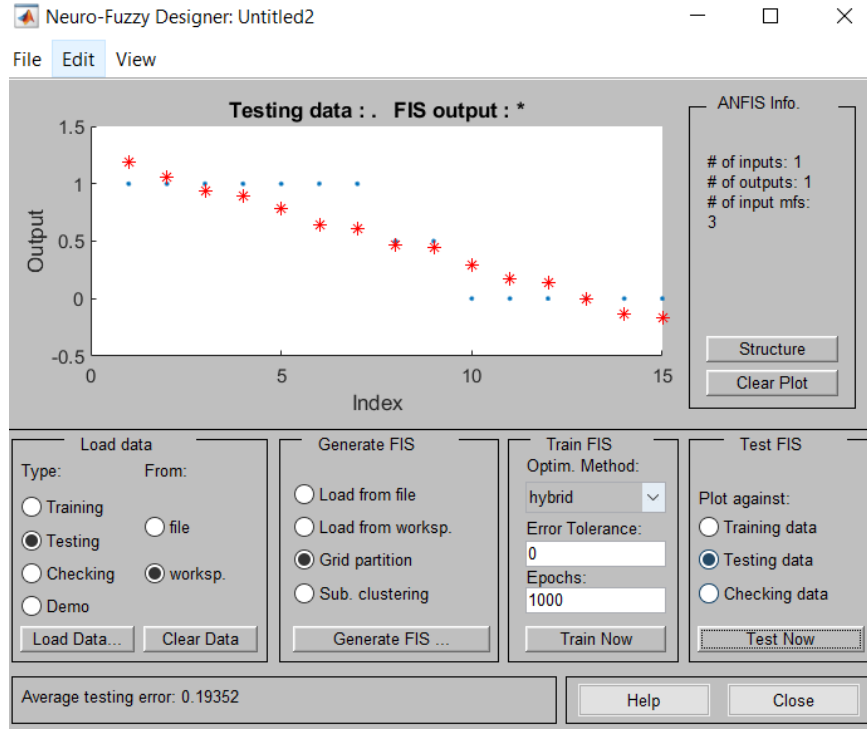 Neuro-Fuzzy Designer: Untitled2
File Edit View
Testing data : . FIS output : *
1.5
1
0.5
0
-0.5
Output
0 5 10 15
Index
ANFIS Info.
# of inputs: 1
# of outputs: 1
# of input mfs:
3
Structure
Clear Plot
Load data
Type: From:
Training
Testing
Checking
Demo
file
worksp.
Load Data... Clear Data
Generate FIS
Load from file
Load from worksp.
Grid partition
Sub. clustering
Generate FIS ...
Train FIS
Optim. Method:
hybrid
Error Tolerance:
0
Epochs:
1000
Train Now
Test FIS
Plot against:
Training data
Testing data
Checking data
Test Now
Average testing error: 0.19352
Help Close